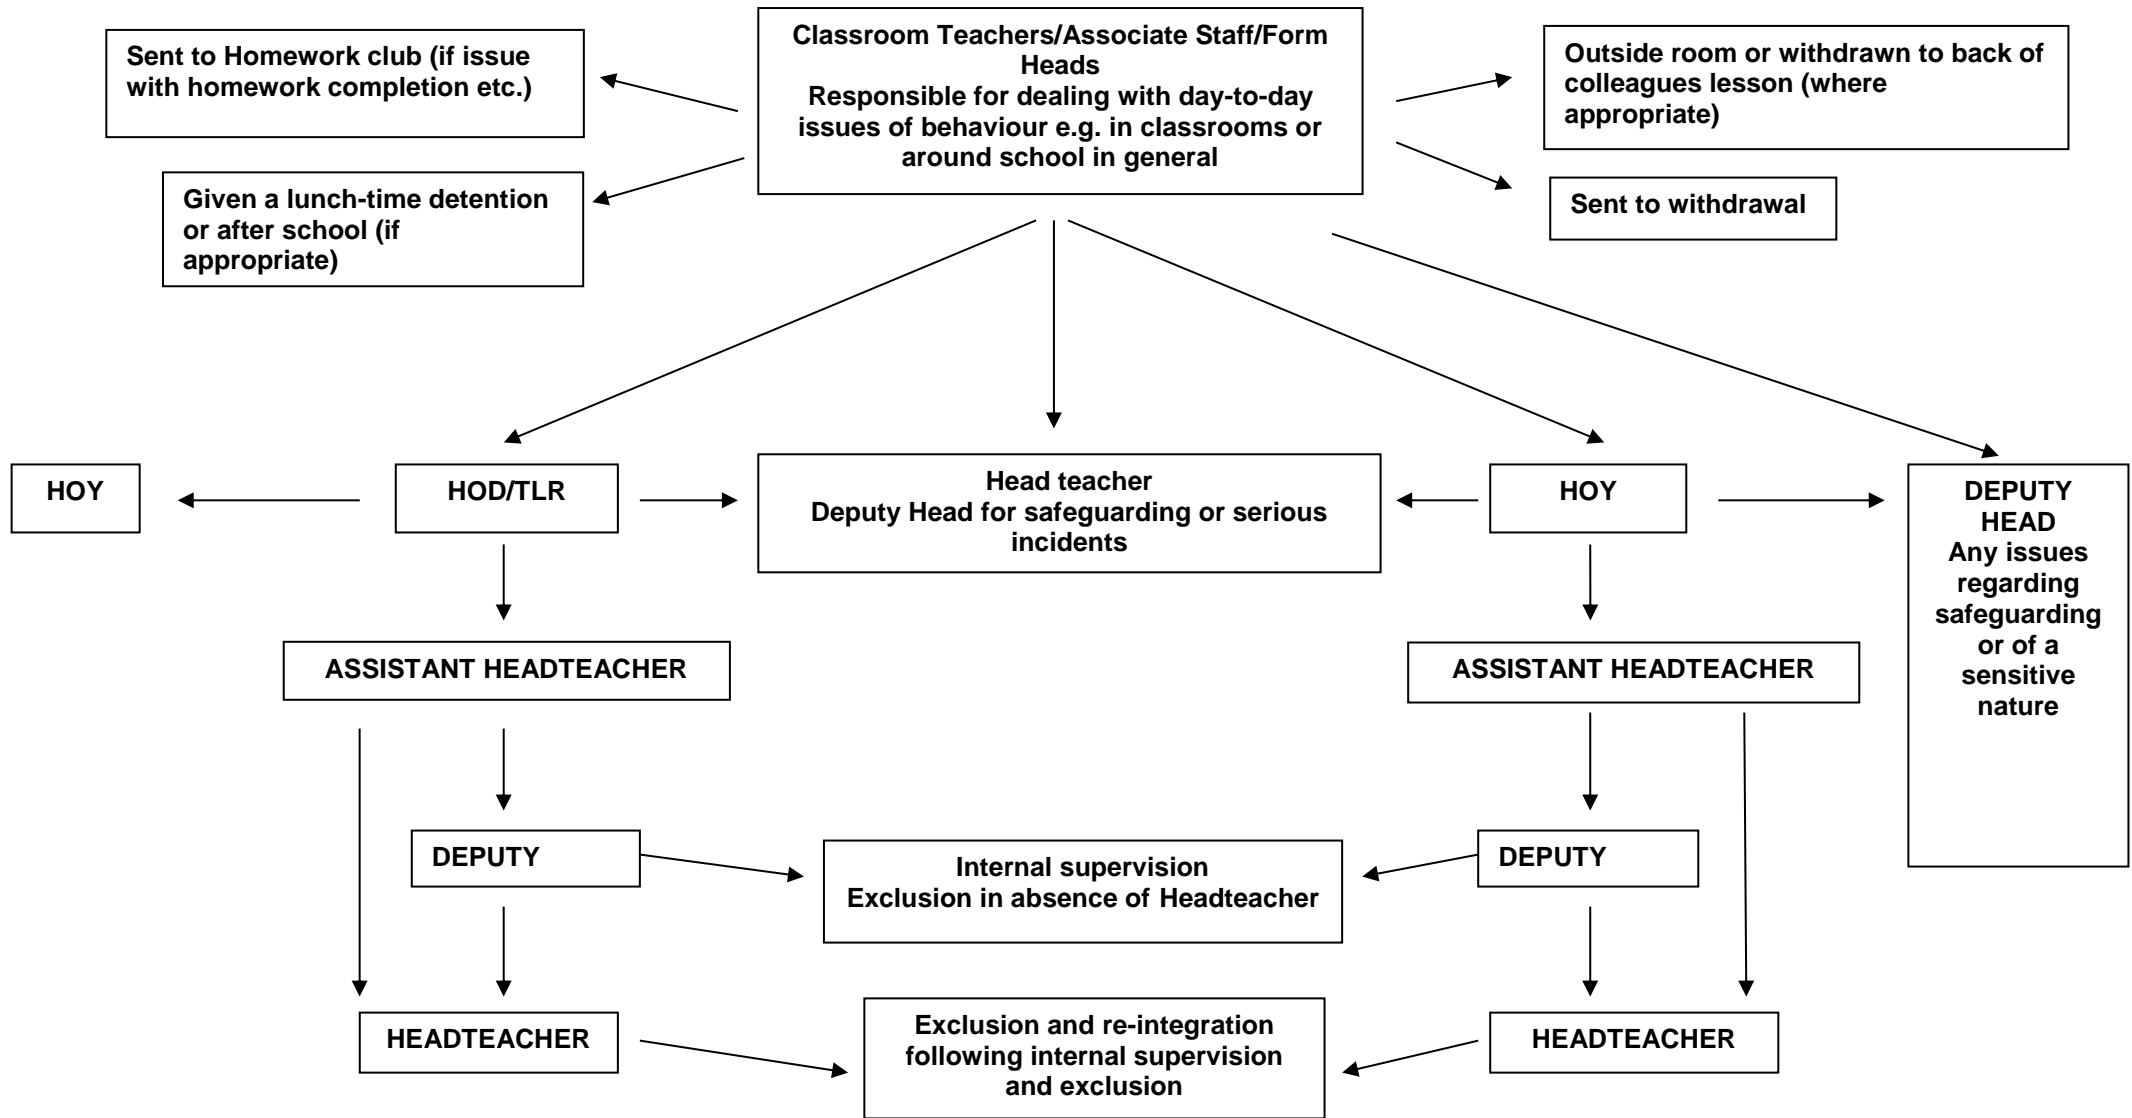 Classroom Teachers/Associate Staff/Form
Heads
Responsible for dealing with day-to-day
issues of behaviour e.g. in classrooms or
around school in general
Sent to Homework club (if issue
with homework completion etc.)
Outside room or withdrawn to back of
colleagues lesson (where
appropriate)
Given a lunch-time detention
or after school (if
appropriate)
Sent to withdrawal
HOY
HOD/TLR
Head teacher
Deputy Head for safeguarding or serious
incidents
HOY
DEPUTY
HEAD
Any issues
regarding
safeguarding
or of a
sensitive
nature
ASSISTANT HEADTEACHER
ASSISTANT HEADTEACHER
DEPUTY
Internal supervision
Exclusion in absence of Headteacher
DEPUTY
HEADTEACHER
Exclusion and re-integration
following internal supervision
and exclusion
HEADTEACHER